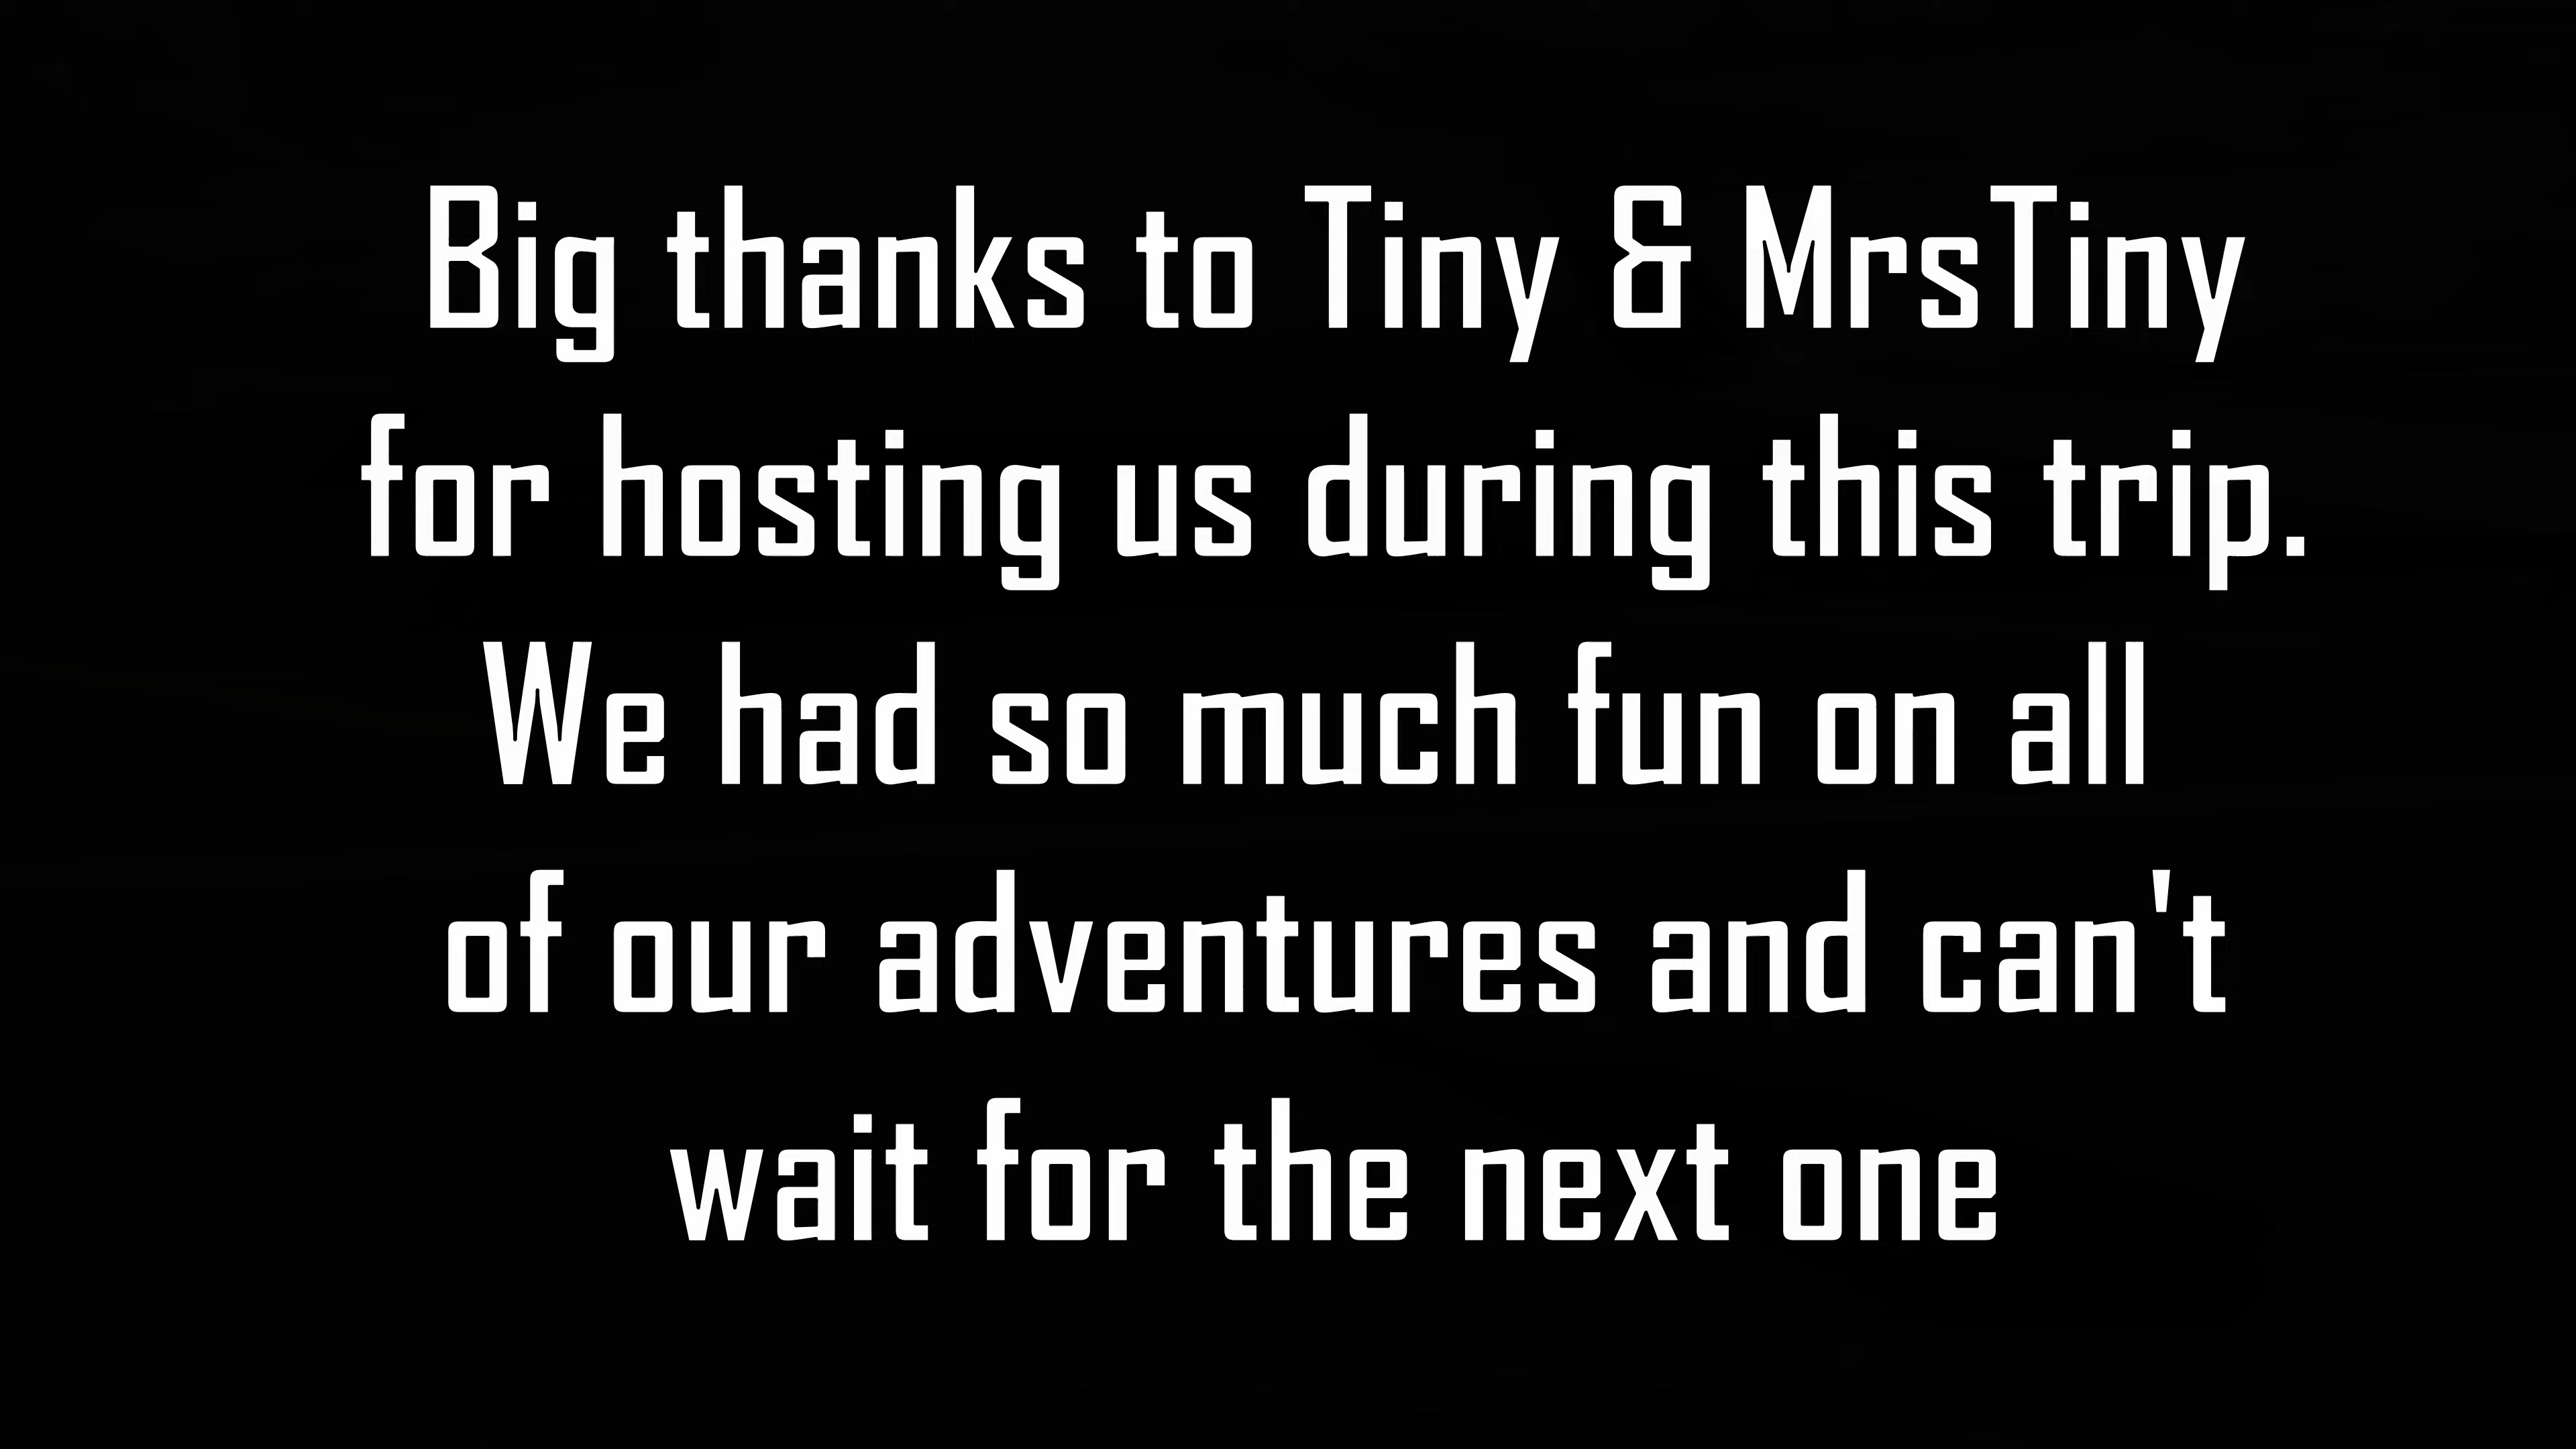 Big thanks to Tiny & MrsTiny
for hosting us during this trip.
We had so much fun on all
of our adventures and can't
wait for the next one